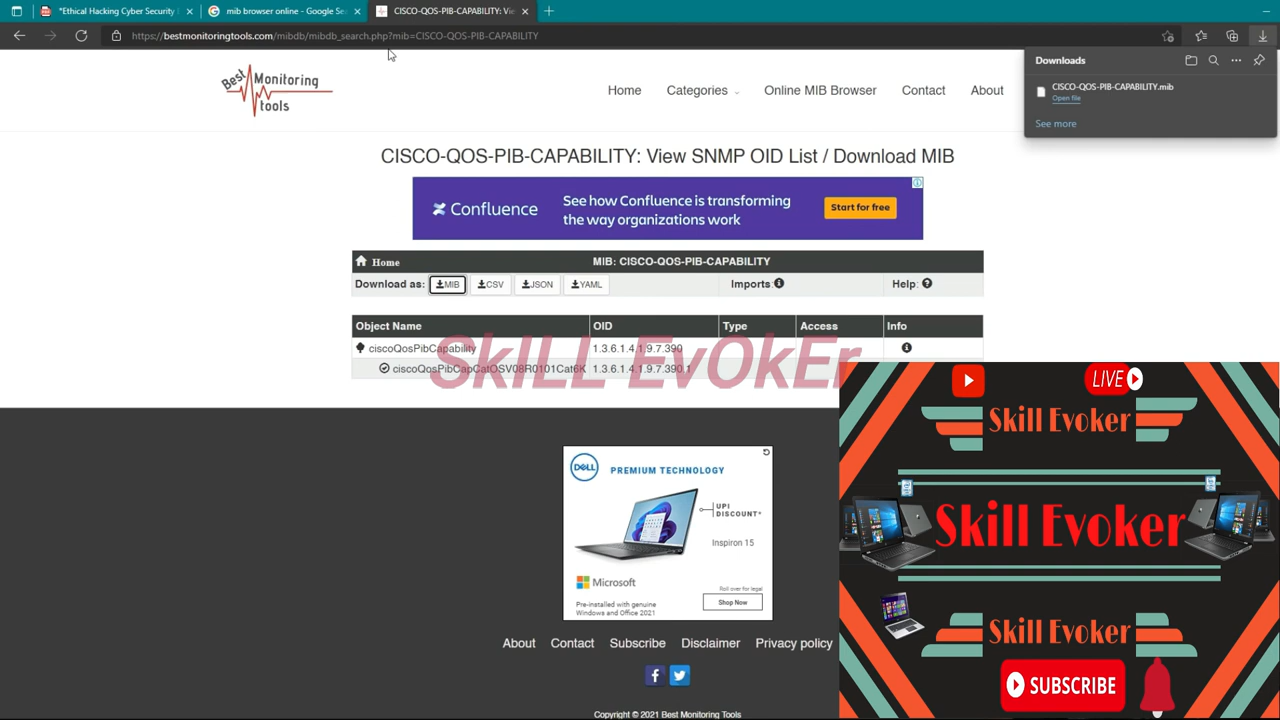 "Ethical Hacking Cyber Security
mib browser online - Google Se
CISCO-QOS-PIB-CAPABILITY: Vi
https://bestmonitoringtools.com/mibdb/mibdb_search.php?mib=CISCO-QOS-PIB-CAPABILITY
Downloads
CISCO-QOS-PIB-CAPABILITY.mib
Open file
See more
Best Monitoring tools
Home
Categories
Online MIB Browser
Contact
About
CISCO-QOS-PIB-CAPABILITY: View SNMP OID List / Download MIB
Confluence
See how Confluence is transforming
the way organizations work
Start for free
Home
MIB: CISCO-QOS-PIB-CAPABILITY
Download as: MIB CSV JSON YAML Imports: Help:
Object Name OID Type Access Info
ciscoQosPibCapability 1.3.6.1.4.1.9.7.390
SkILL EvOkEr
ciscoQosPibCapCatOSV08R0101Cat6K 1.3.6.1.4.1.9.7.390.1
LIVE
Skill Evoker
Skill Evoker
Skill Evoker
SUBSCRIBE
DELL
PREMIUM TECHNOLOGY
UPI
DISCOUNT*
Inspiron 15
Microsoft
Pre-installed with genuine
Windows and Office 2021
Roll over for legal
Shop Now
About Contact Subscribe Disclaimer Privacy policy
Copyright © 2021 Best Monitoring Tools